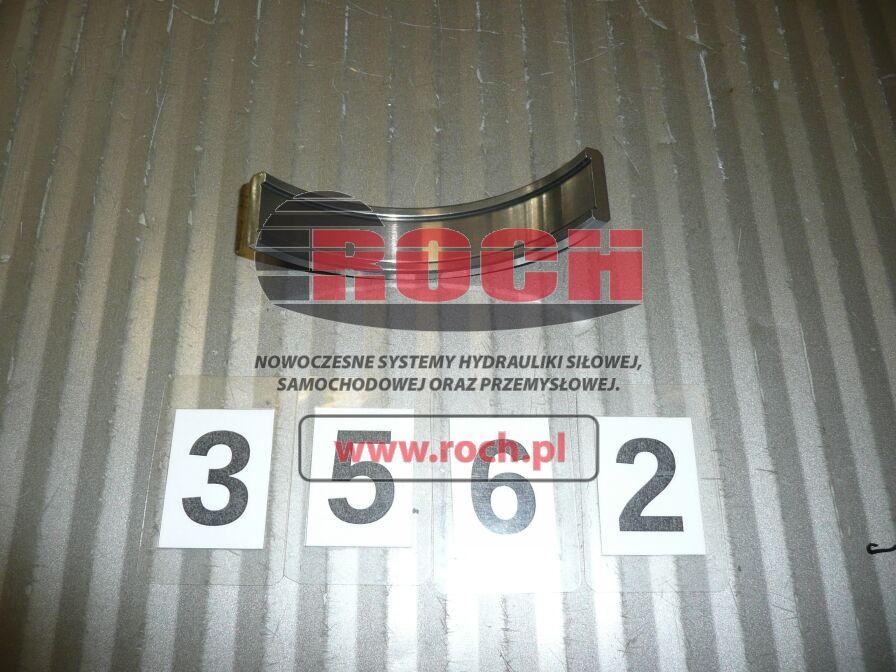 ROCH
NOWOCZESNE SYSTEMY HYDRAULIKI SIŁOWEJ,
SAMOCHODOWEJ ORAZ PRZEMYSŁOWEJ.
www.roch.pl
3 5 6 2